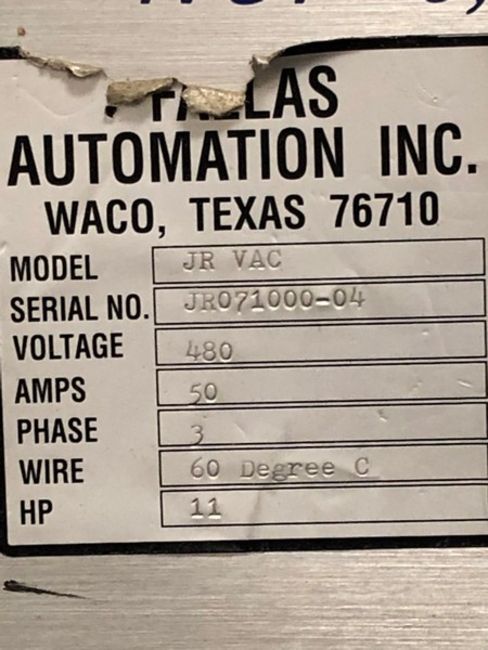 FALLAS
AUTOMATION INC.
WACO, TEXAS 76710
MODEL JR VAC
SERIAL NO. JR071000-04
VOLTAGE 480
AMPS 50
PHASE 3
WIRE 60 Degree C
HP 11